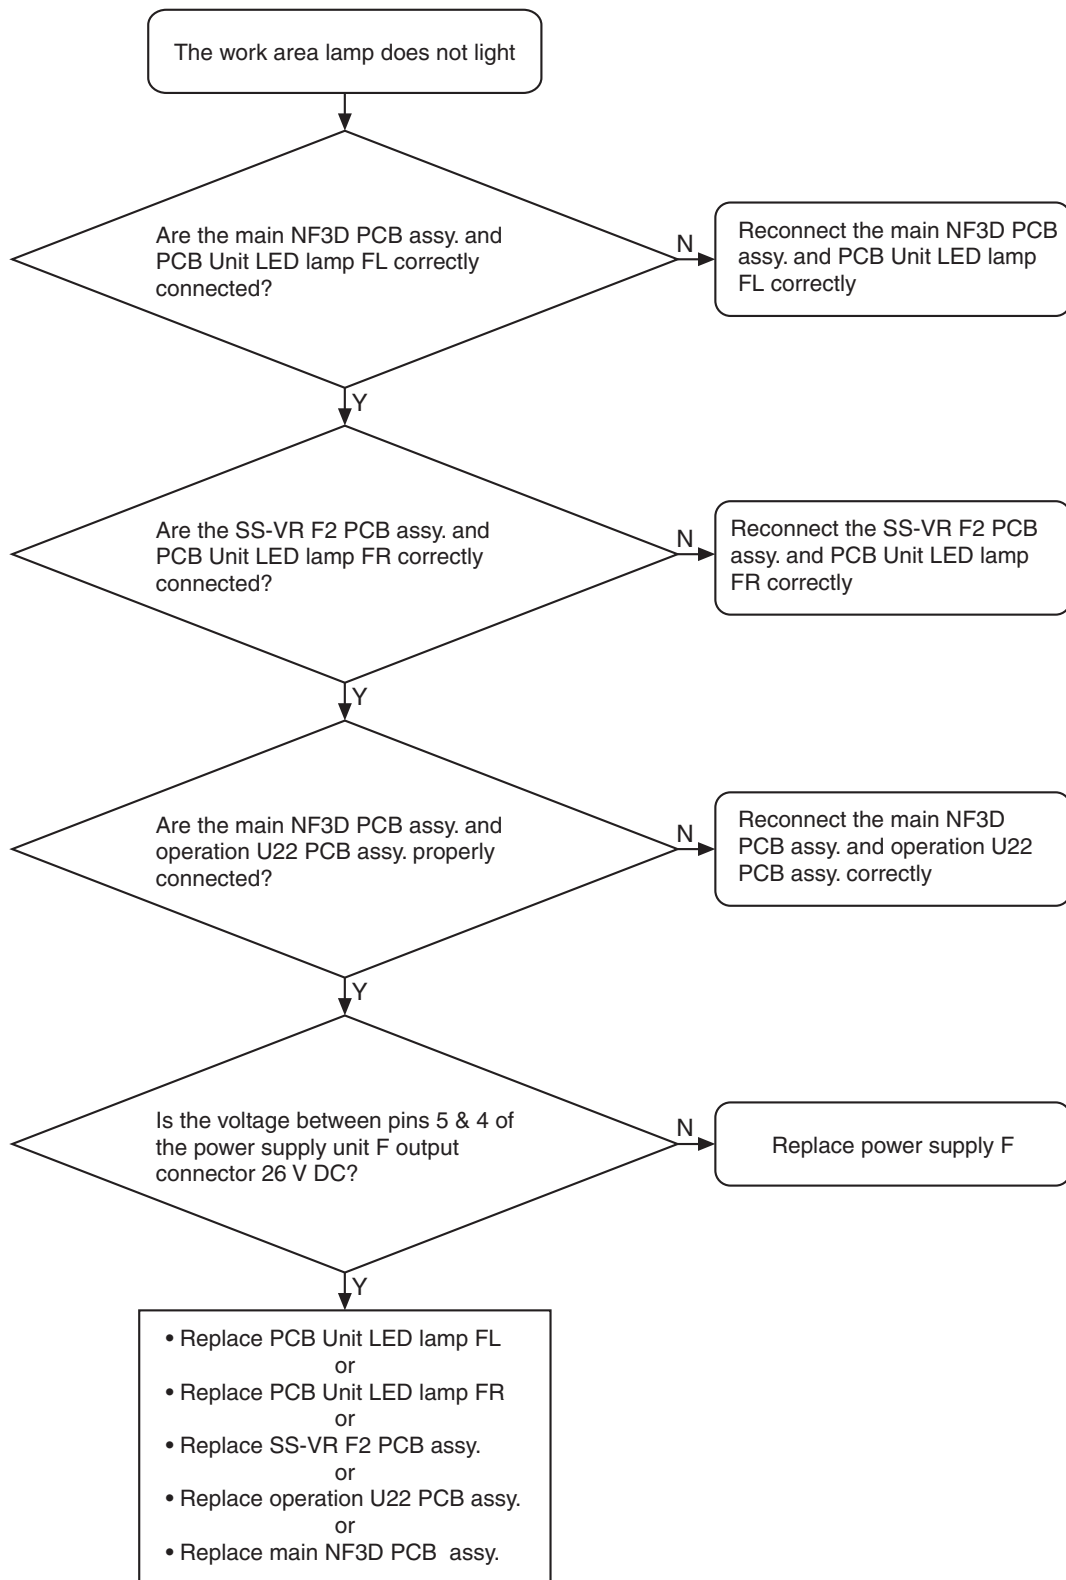 The work area lamp does not light
Are the main NF3D PCB assy. and
PCB Unit LED lamp FL correctly
connected?
N
Reconnect the main NF3D PCB
assy. and PCB Unit LED lamp
FL correctly
Y
Are the SS-VR F2 PCB assy. and
PCB Unit LED lamp FR correctly
connected?
N
Reconnect the SS-VR F2 PCB
assy. and PCB Unit LED lamp
FR correctly
Y
Are the main NF3D PCB assy. and
operation U22 PCB assy. properly
connected?
N
Reconnect the main NF3D
PCB assy. and operation U22
PCB assy. correctly
Y
Is the voltage between pins 5 & 4 of
the power supply unit F output
connector 26 V DC?
N
Replace power supply F
Y
• Replace PCB Unit LED lamp FL
or
• Replace PCB Unit LED lamp FR
or
• Replace SS-VR F2 PCB assy.
or
• Replace operation U22 PCB assy.
or
• Replace main NF3D PCB assy.